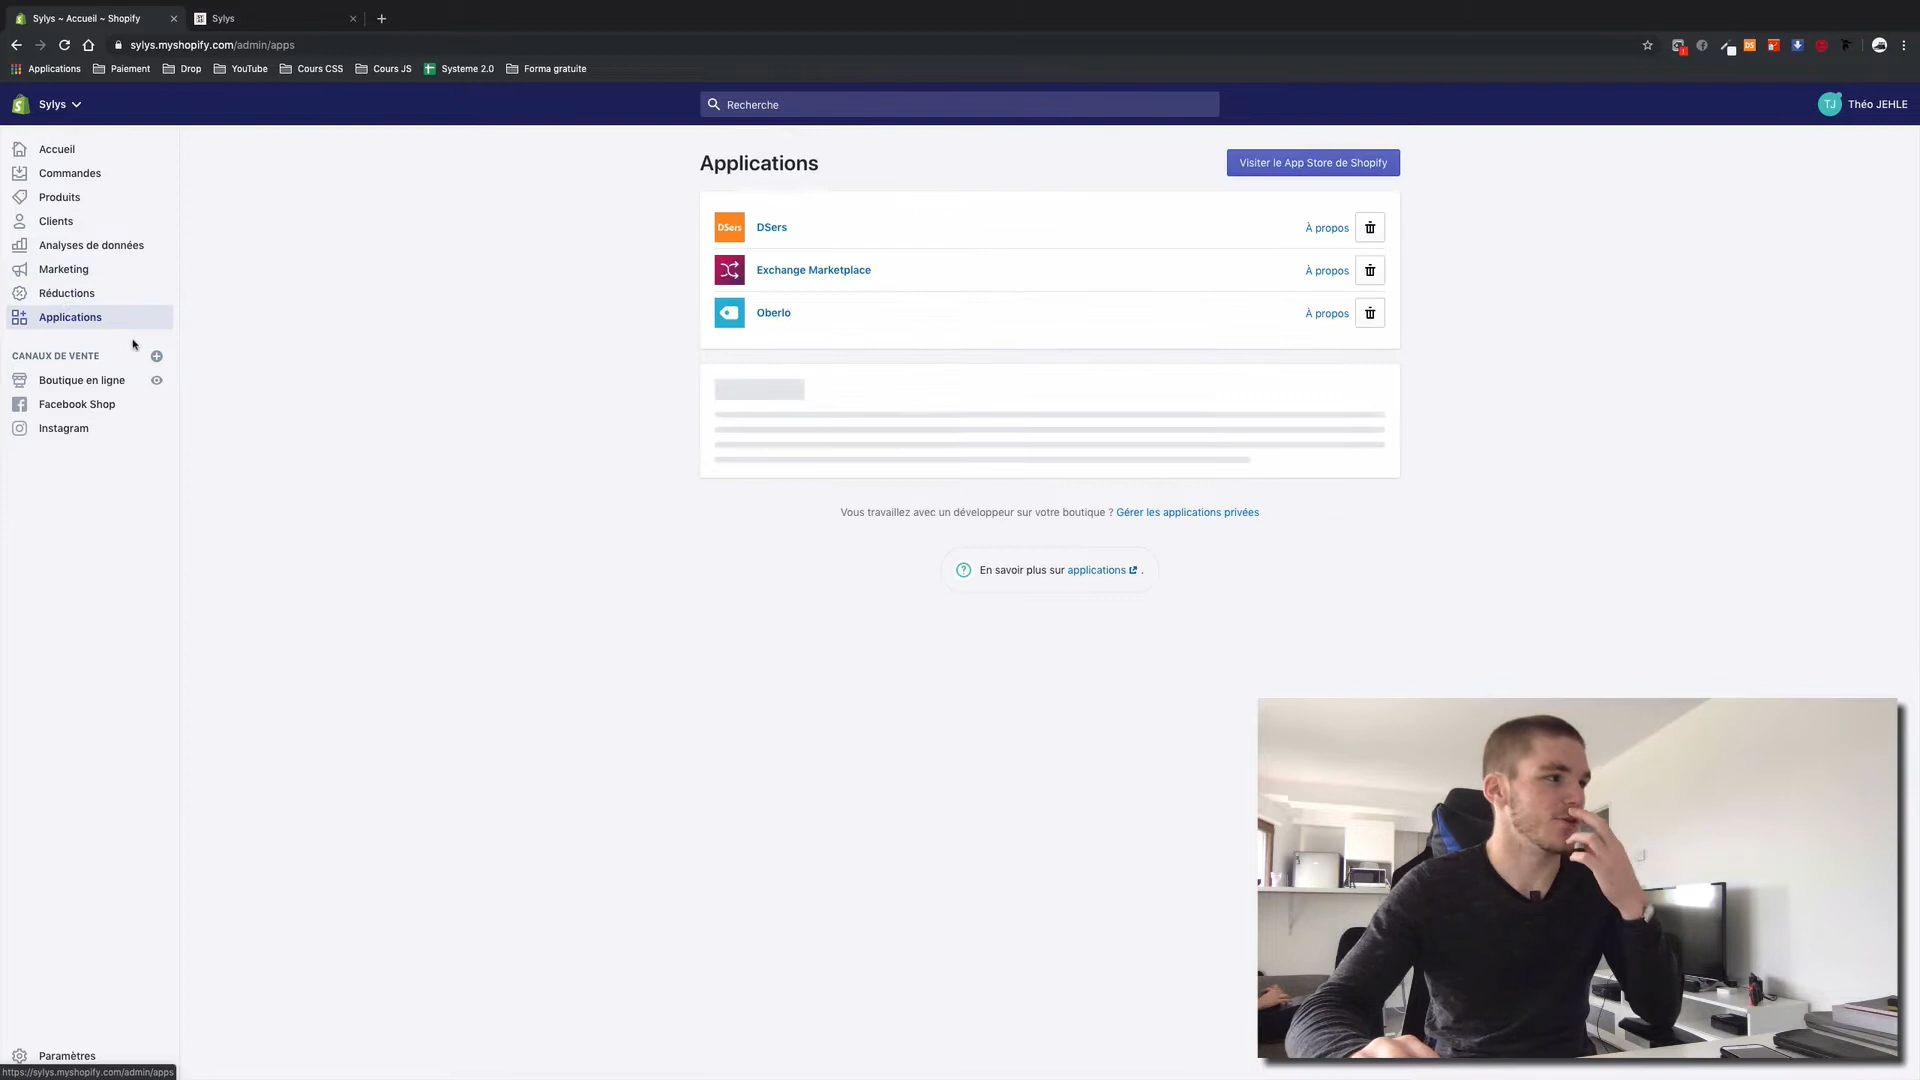 Sylys ~ Accueil ~ Shopify
Sylys
sylys.myshopify.com/admin/apps
Applications
Paiement
Drop
YouTube
Cours CSS
Cours JS
Systeme 2.0
Forma gratuite
Sylys
Recherche
TJ
Théo JEHLE
Accueil
Commandes
Produits
Clients
Analyses de données
Marketing
Réductions
Applications
CANAUX DE VENTE
Boutique en ligne
Facebook Shop
Instagram
Paramètres
https://sylys.myshopify.com/admin/apps
Applications
Visiter le App Store de Shopify
DSers
DSers
À propos
Exchange Marketplace
À propos
Oberlo
À propos
Vous travaillez avec un développeur sur votre boutique ? Gérer les applications privées
En savoir plus sur applications .